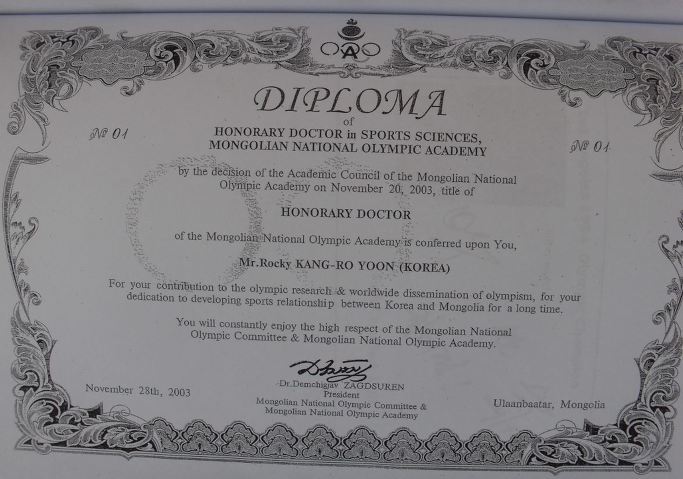 A
DIPLOMA
of
HONORARY DOCTOR in SPORTS SCIENCES,
MONGOLIAN NATIONAL OLYMPIC ACADEMY
№ 01
№ 01
by the decision of the Academic Council of the Mongolian National
Olympic Academy on November 20, 2003, title of
HONORARY DOCTOR
of the Mongolian National Olympic Academy is conferred upon You,
Mr.Rocky KANG-RO YOON (KOREA)
For your contribution to the olympic research & worldwide dissemination of olympism, for your
dedication to developing sports relationship between Korea and Mongolia for a long time.
You will constantly enjoy the high respect of the Mongolian National
Olympic Committee & Mongolian National Olympic Academy.
Dr.Demchigjav ZAGDSUREN
President
Mongolian National Olympic Committee &
Mongolian National Olympic Academy
November 28th, 2003
Ulaanbaatar, Mongolia